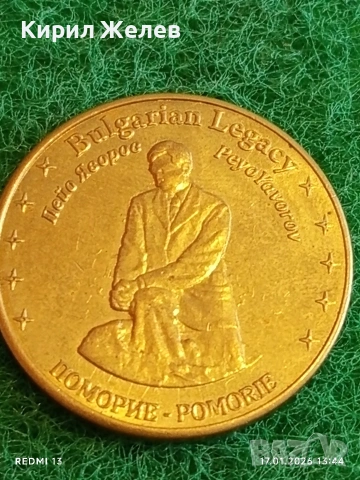 Кирил Желев
Bulgarian Legacy
Пейо Яворов
Peyo Yavorov
ПОМОРИЕ - POMORIE
REDMI 13
17.01.2026 13:44